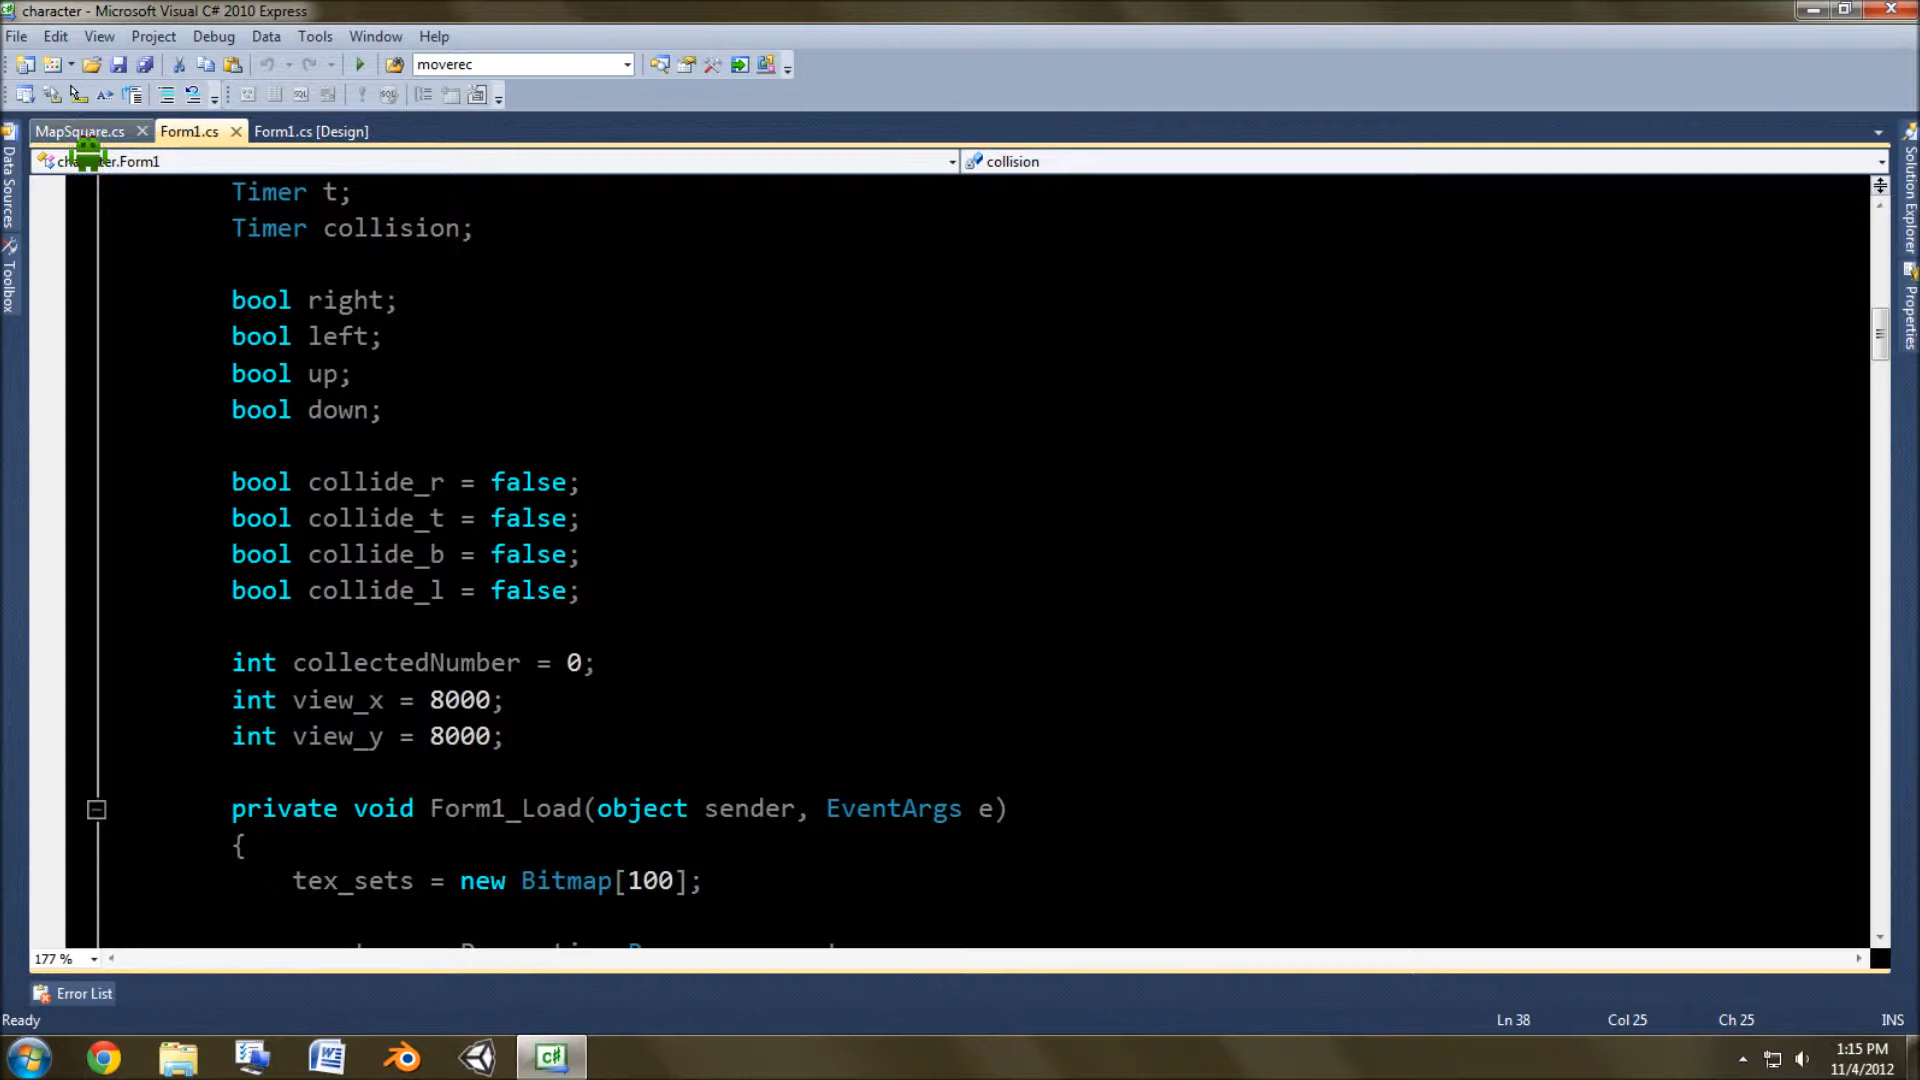 character - Microsoft Visual C# 2010 Express
File Edit View Project Debug Data Tools Window Help
moverec
MapSquare.cs Form1.cs Form1.cs [Design]
er.Form1 collision
Data Sources
Toolbox
Solution Explorer
Properties
Timer t;
Timer collision;
bool right;
bool left;
bool up;
bool down;
bool collide_r = false;
bool collide_t = false;
bool collide_b = false;
bool collide_l = false;
int collectedNumber = 0;
int view_x = 8000;
int view_y = 8000;
private void Form1_Load(object sender, EventArgs e)
{
tex_sets = new Bitmap[100];
177 %
Error List
Ready Ln 38 Col 25 Ch 25 INS
1:15 PM
11/4/2012